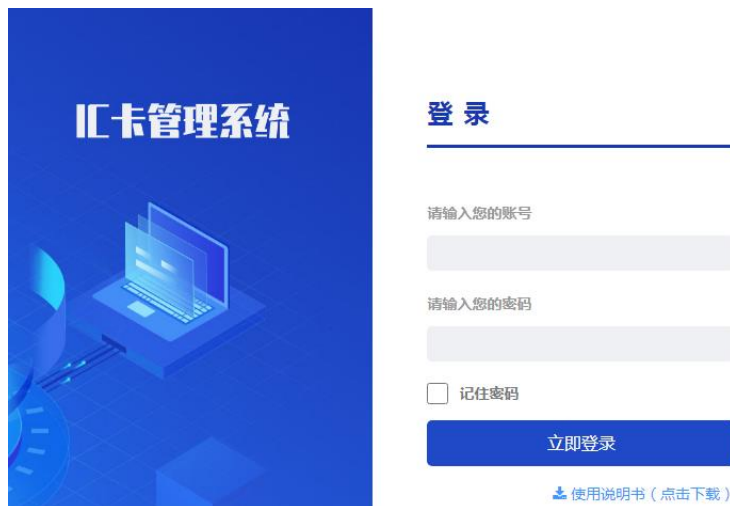 IC卡管理系统
登 录
请输入您的账号
请输入您的密码
记住密码
立即登录
使用说明书（点击下载）